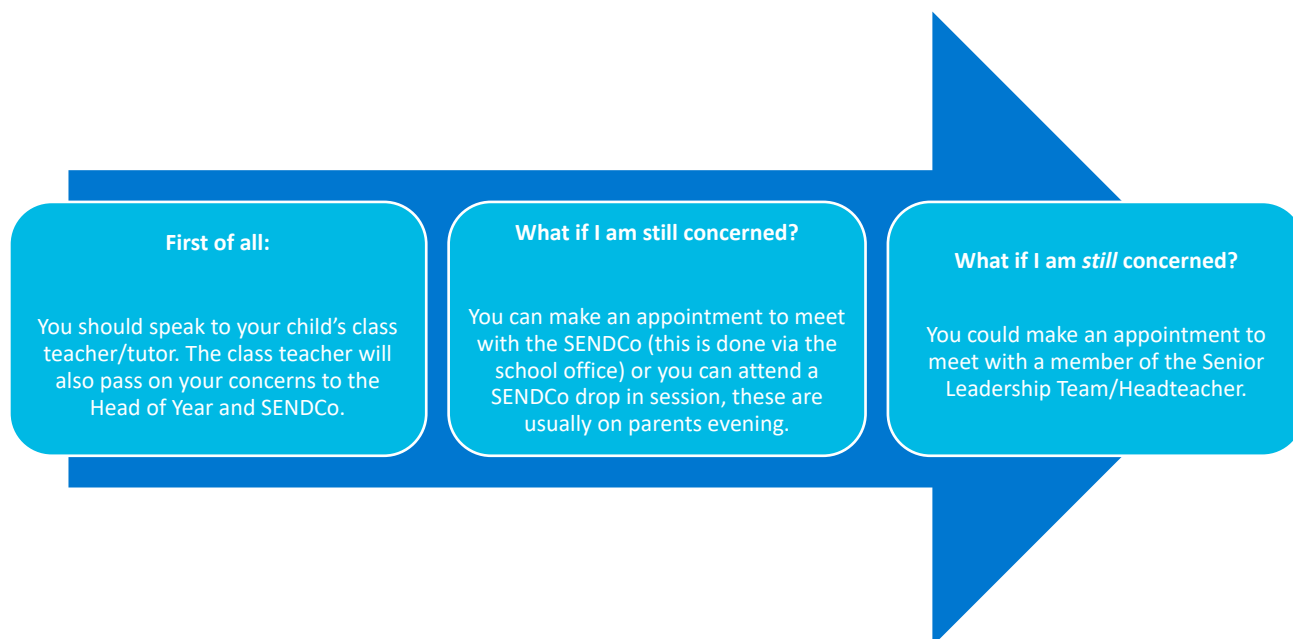 First of all:
You should speak to your child’s class
teacher/tutor. The class teacher will
also pass on your concerns to the
Head of Year and SENDCo.
What if I am still concerned?
You can make an appointment to meet
with the SENDCo (this is done via the
school office) or you can attend a
SENDCo drop in session, these are
usually on parents evening.
What if I am still concerned?
You could make an appointment to
meet with a member of the Senior
Leadership Team/Headteacher.